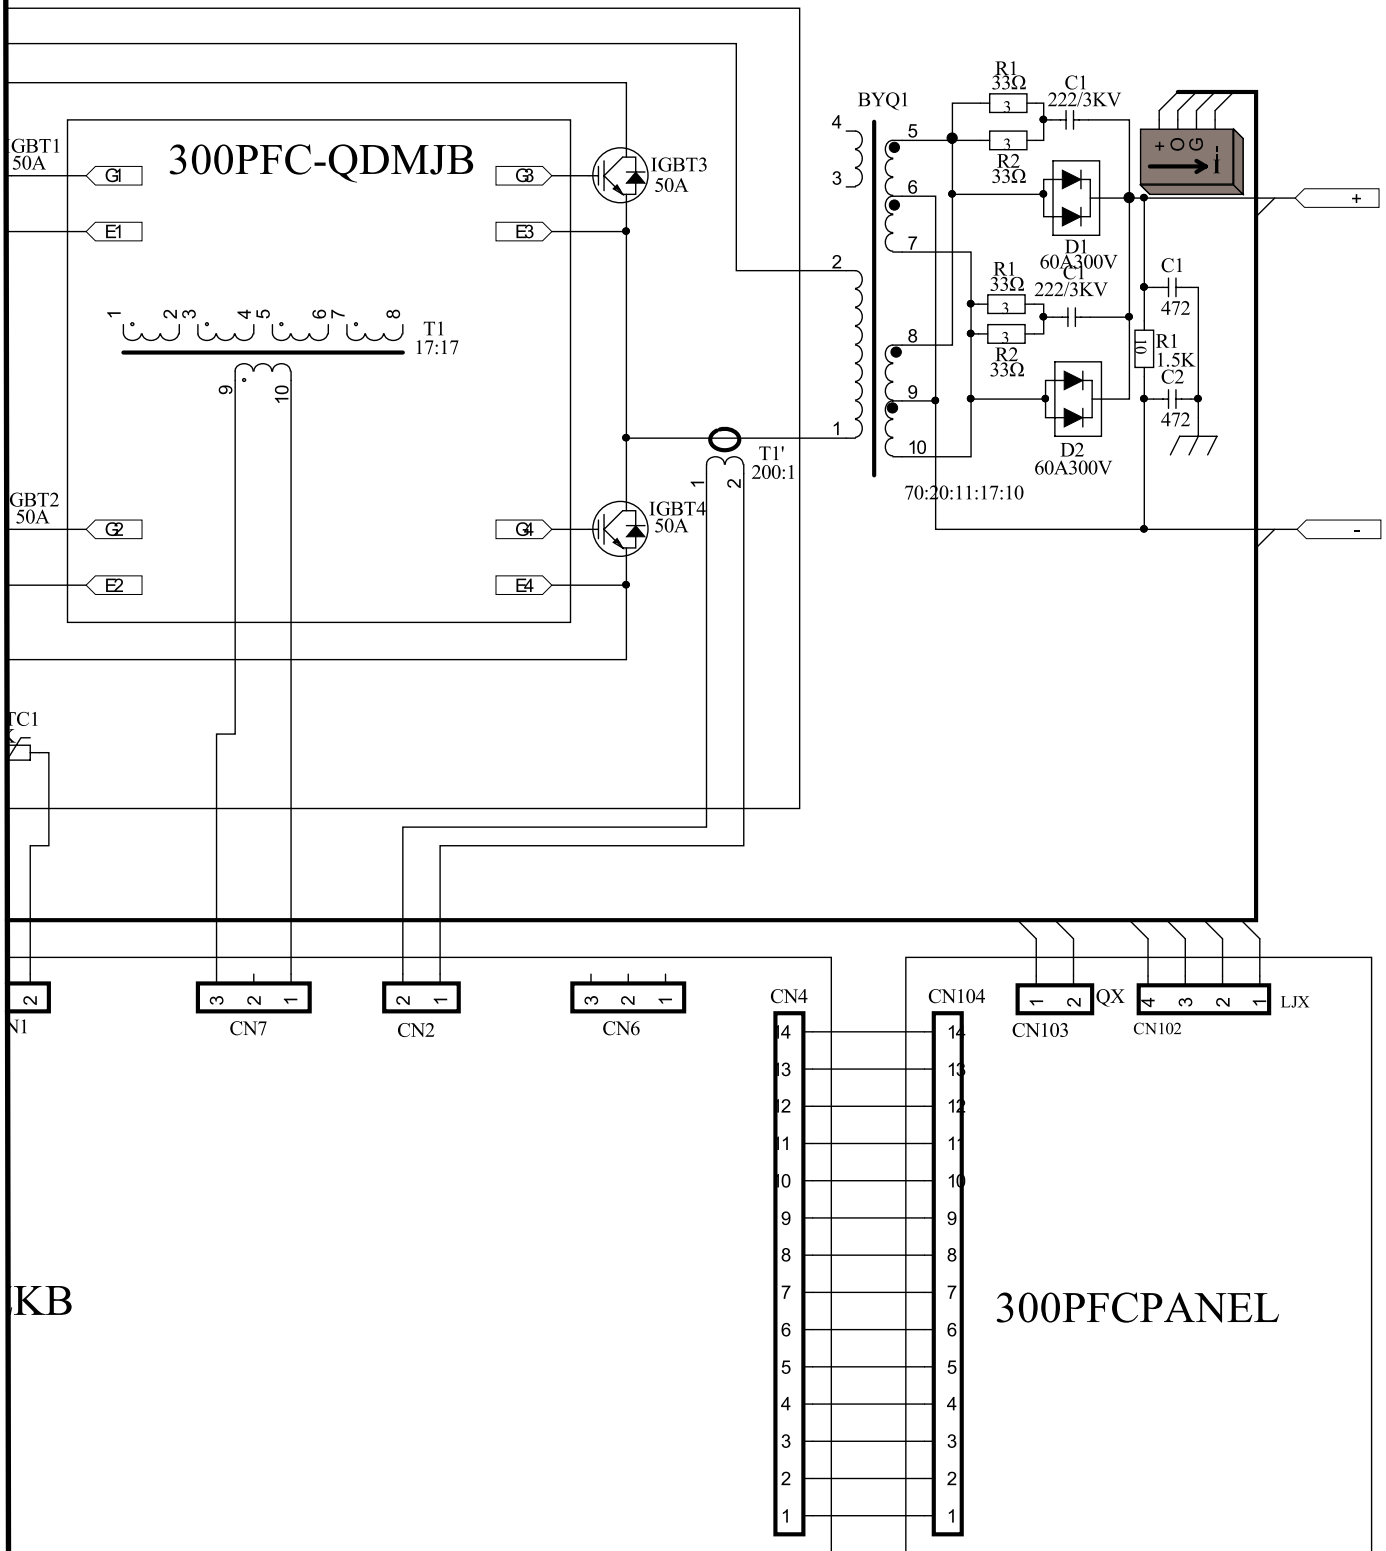 R1
33Ω
C1
222/3KV
BYQ1
3
4
5
+
O
G
I-
IGBT1
50A
300PFC-QDMJB
IGBT3
50A
3
G1
G3
R2
33Ω
3
6
+
E1
E3
7
D1
60A300V
2
R1
33Ω
C1
222/3KV
C1
472
3
1
2
3
4
5
6
7
8
T1
17:17
8
3
R2
33Ω
10
R1
1.5K
C2
472
9
10
9
1
10
T1'
200:1
D2
60A300V
1
2
70:20:11:17:10
GBT2
50A
IGBT4
50A
G2
G4
-
E2
E4
TC1
2
3
2
1
2
1
3
2
1
N1
CN7
CN2
CN6
CN4
CN104
1
2
QX
4
3
2
1
LJX
CN103
CN102
14
14
13
13
12
12
11
11
10
10
9
9
8
8
7
7
6
6
5
5
4
4
3
3
2
2
1
1
KB
300PFCPANEL